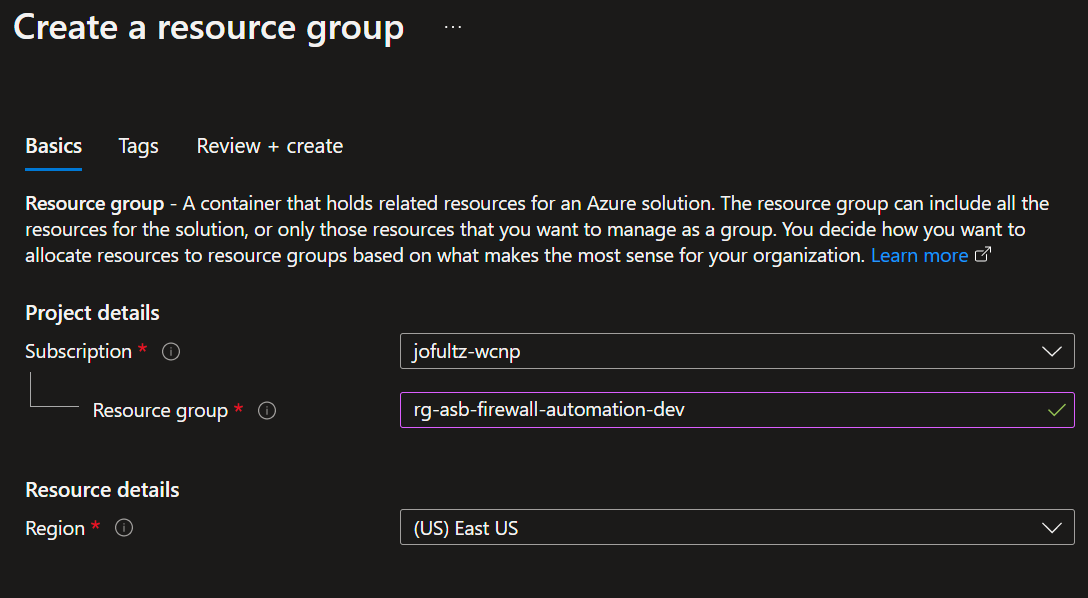 Create a resource group ...
Basics Tags Review + create
Resource group - A container that holds related resources for an Azure solution. The resource group can include all the
resources for the solution, or only those resources that you want to manage as a group. You decide how you want to
allocate resources to resource groups based on what makes the most sense for your organization. Learn more
Project details
Subscription * jofultz-wcnp
Resource group * rg-asb-firewall-automation-dev
Resource details
Region * (US) East US